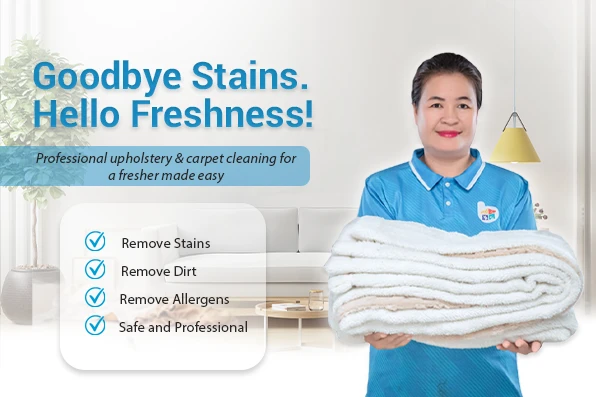 Goodbye Stains.
Hello Freshness!
Professional upholstery & carpet cleaning for
a fresher made easy
Remove Stains
Remove Dirt
Remove Allergens
Safe and Professional